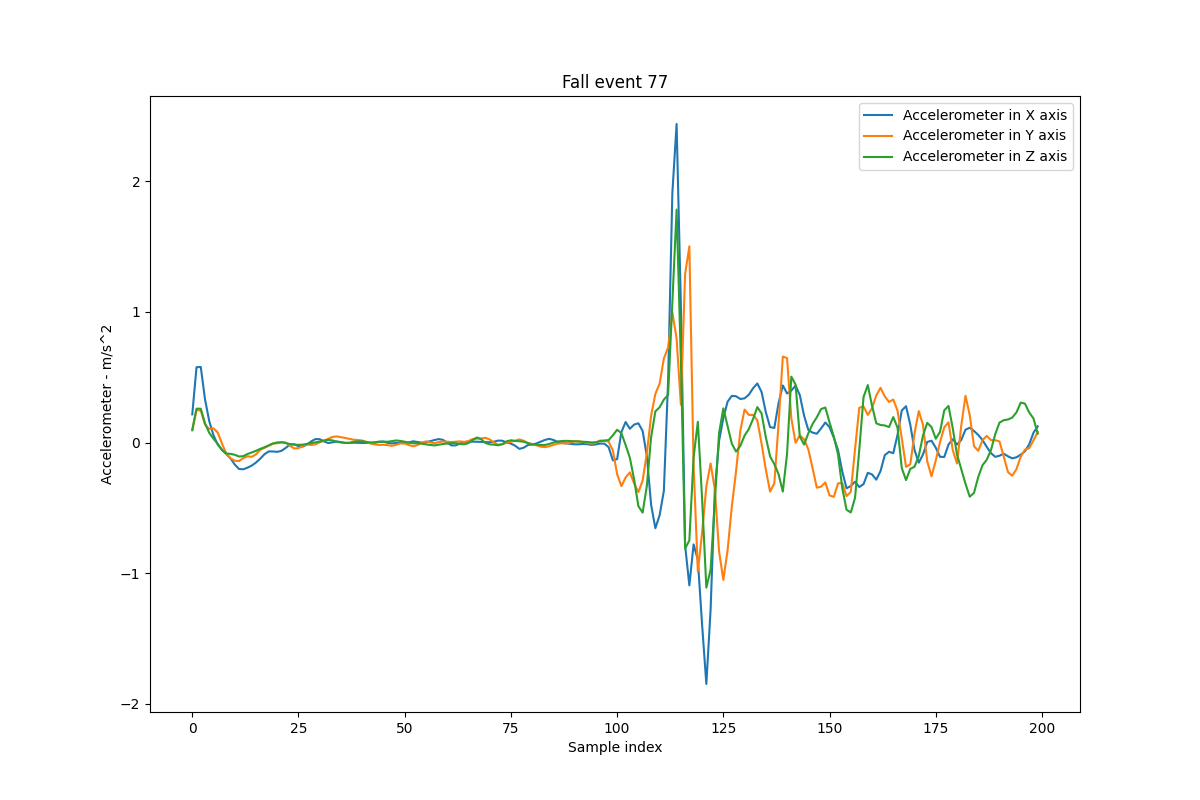 Fall event 77
Accelerometer in X axis
Accelerometer in Y axis
Accelerometer in Z axis
Accelerometer - m/s^2
2
1
0
−1
−2
0 25 50 75 100 125 150 175 200
Sample index